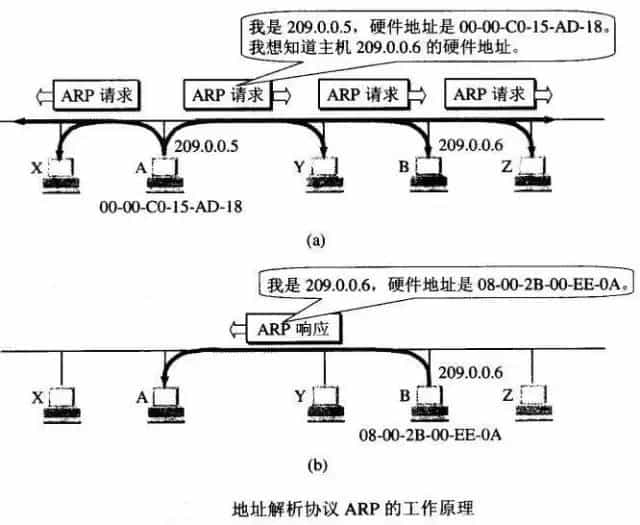 我是 209.0.0.5，硬件地址是 00-00-C0-15-AD-18。
我想知道主机 209.0.0.6 的硬件地址。
ARP 请求 ARP 请求 ARP 请求 ARP 请求
209.0.0.5 209.0.0.6
X A Y B Z
00-00-C0-15-AD-18
(a)
我是 209.0.0.6，硬件地址是 08-00-2B-00-EE-0A。
ARP 响应
209.0.0.6
X A Y B Z
08-00-2B-00-EE-0A
(b)
地址解析协议 ARP 的工作原理